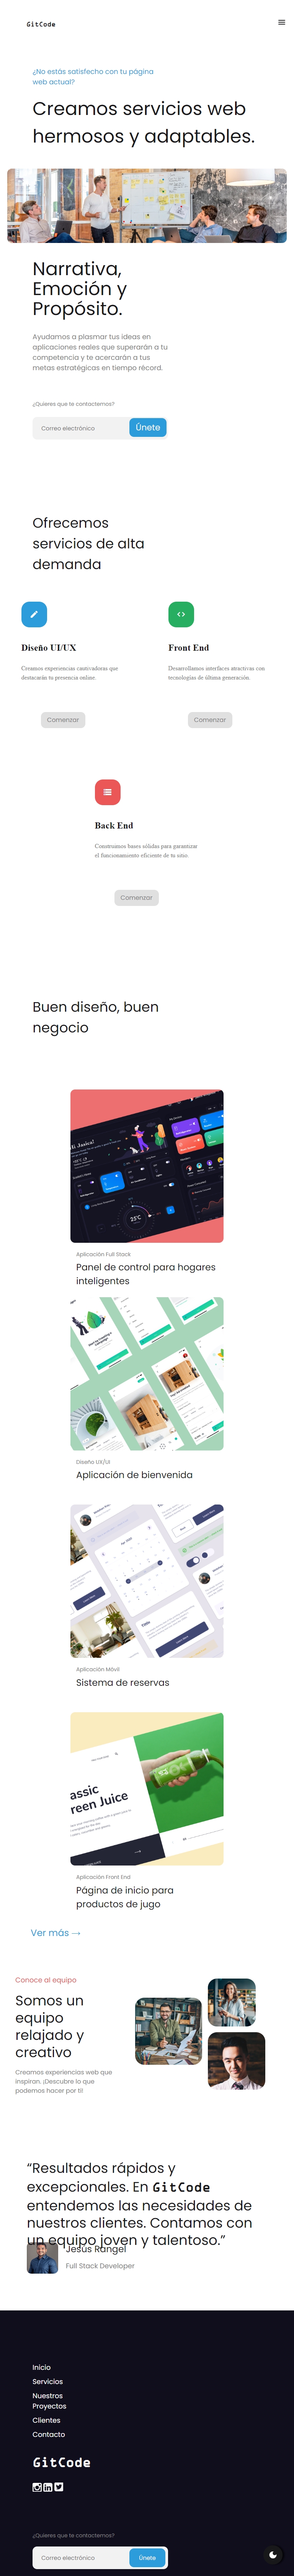 GitCode
¿No estás satisfecho con tu página
web actual?
Creamos servicios web
hermosos y adaptables.
Narrativa,
Emoción y
Propósito.
Ayudamos a plasmar tus ideas en
aplicaciones reales que superarán a tu
competencia y te acercarán a tus
metas estratégicas en tiempo récord.
¿Quieres que te contactemos?
Correo electrónico
Únete
Ofrecemos
servicios de alta
demanda
Diseño UI/UX
Creamos experiencias cautivadoras que
destacarán tu presencia online.
Comenzar
Front End
Desarrollamos interfaces atractivas con
tecnologías de última generación.
Comenzar
Back End
Construimos bases sólidas para garantizar
el funcionamiento eficiente de tu sitio.
Comenzar
Buen diseño, buen
negocio
25°C
Aplicación Full Stack
Panel de control para hogares
inteligentes
Diseño UX/UI
Aplicación de bienvenida
Aplicación Móvil
Sistema de reservas
assic
reen Juice
Aplicación Front End
Página de inicio para
productos de jugo
Ver más →
Conoce al equipo
Somos un
equipo
relajado y
creativo
Creamos experiencias web que
inspiran. ¡Descubre lo que
podemos hacer por ti!
“Resultados rápidos y
excepcionales. En GitCode
entendemos las necesidades de
nuestros clientes. Contamos con
un equipo joven y talentoso.”
Jesús Rangel
Full Stack Developer
Inicio
Servicios
Nuestros
Proyectos
Clientes
Contacto
GitCode
¿Quieres que te contactemos?
Correo electrónico
Únete